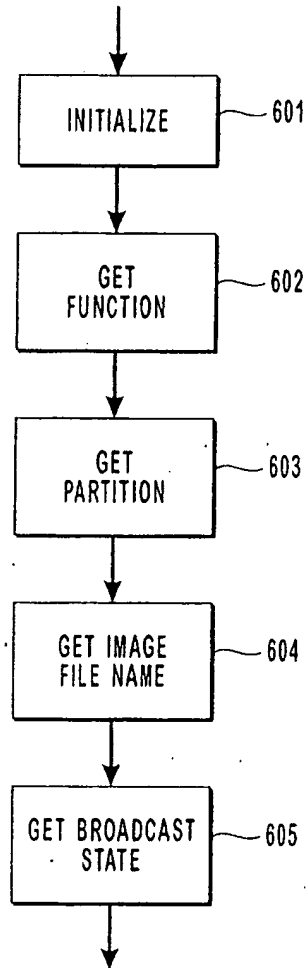 INITIALIZE
601
GET
FUNCTION
602
GET
PARTITION
603
GET IMAGE
FILE NAME
604
GET BROADCAST
STATE
605